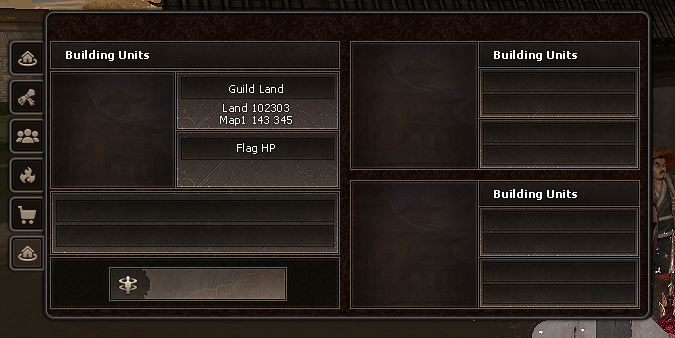 Building Units
Guild Land
Land 102303
Map1 143 345
Flag HP
Building Units
Building Units